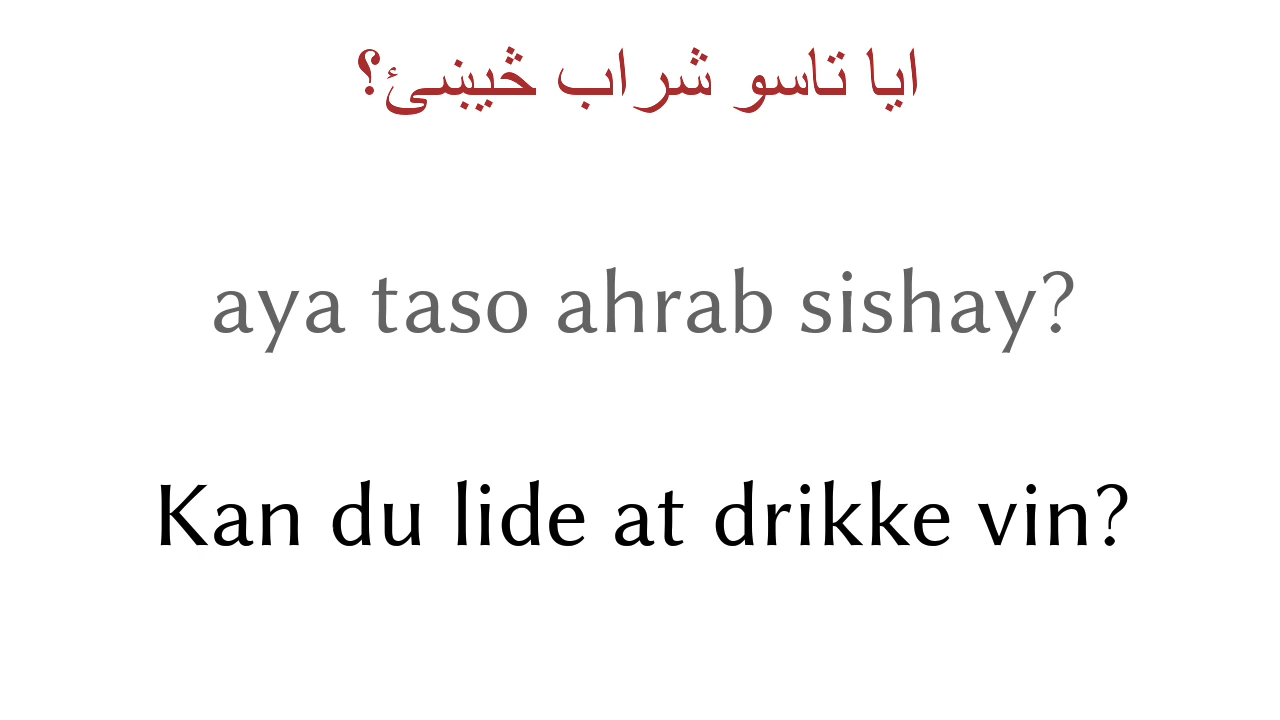 ایا تاسو شراب څیښئ؟
aya taso ahrab sishay?
Kan du lide at drikke vin?